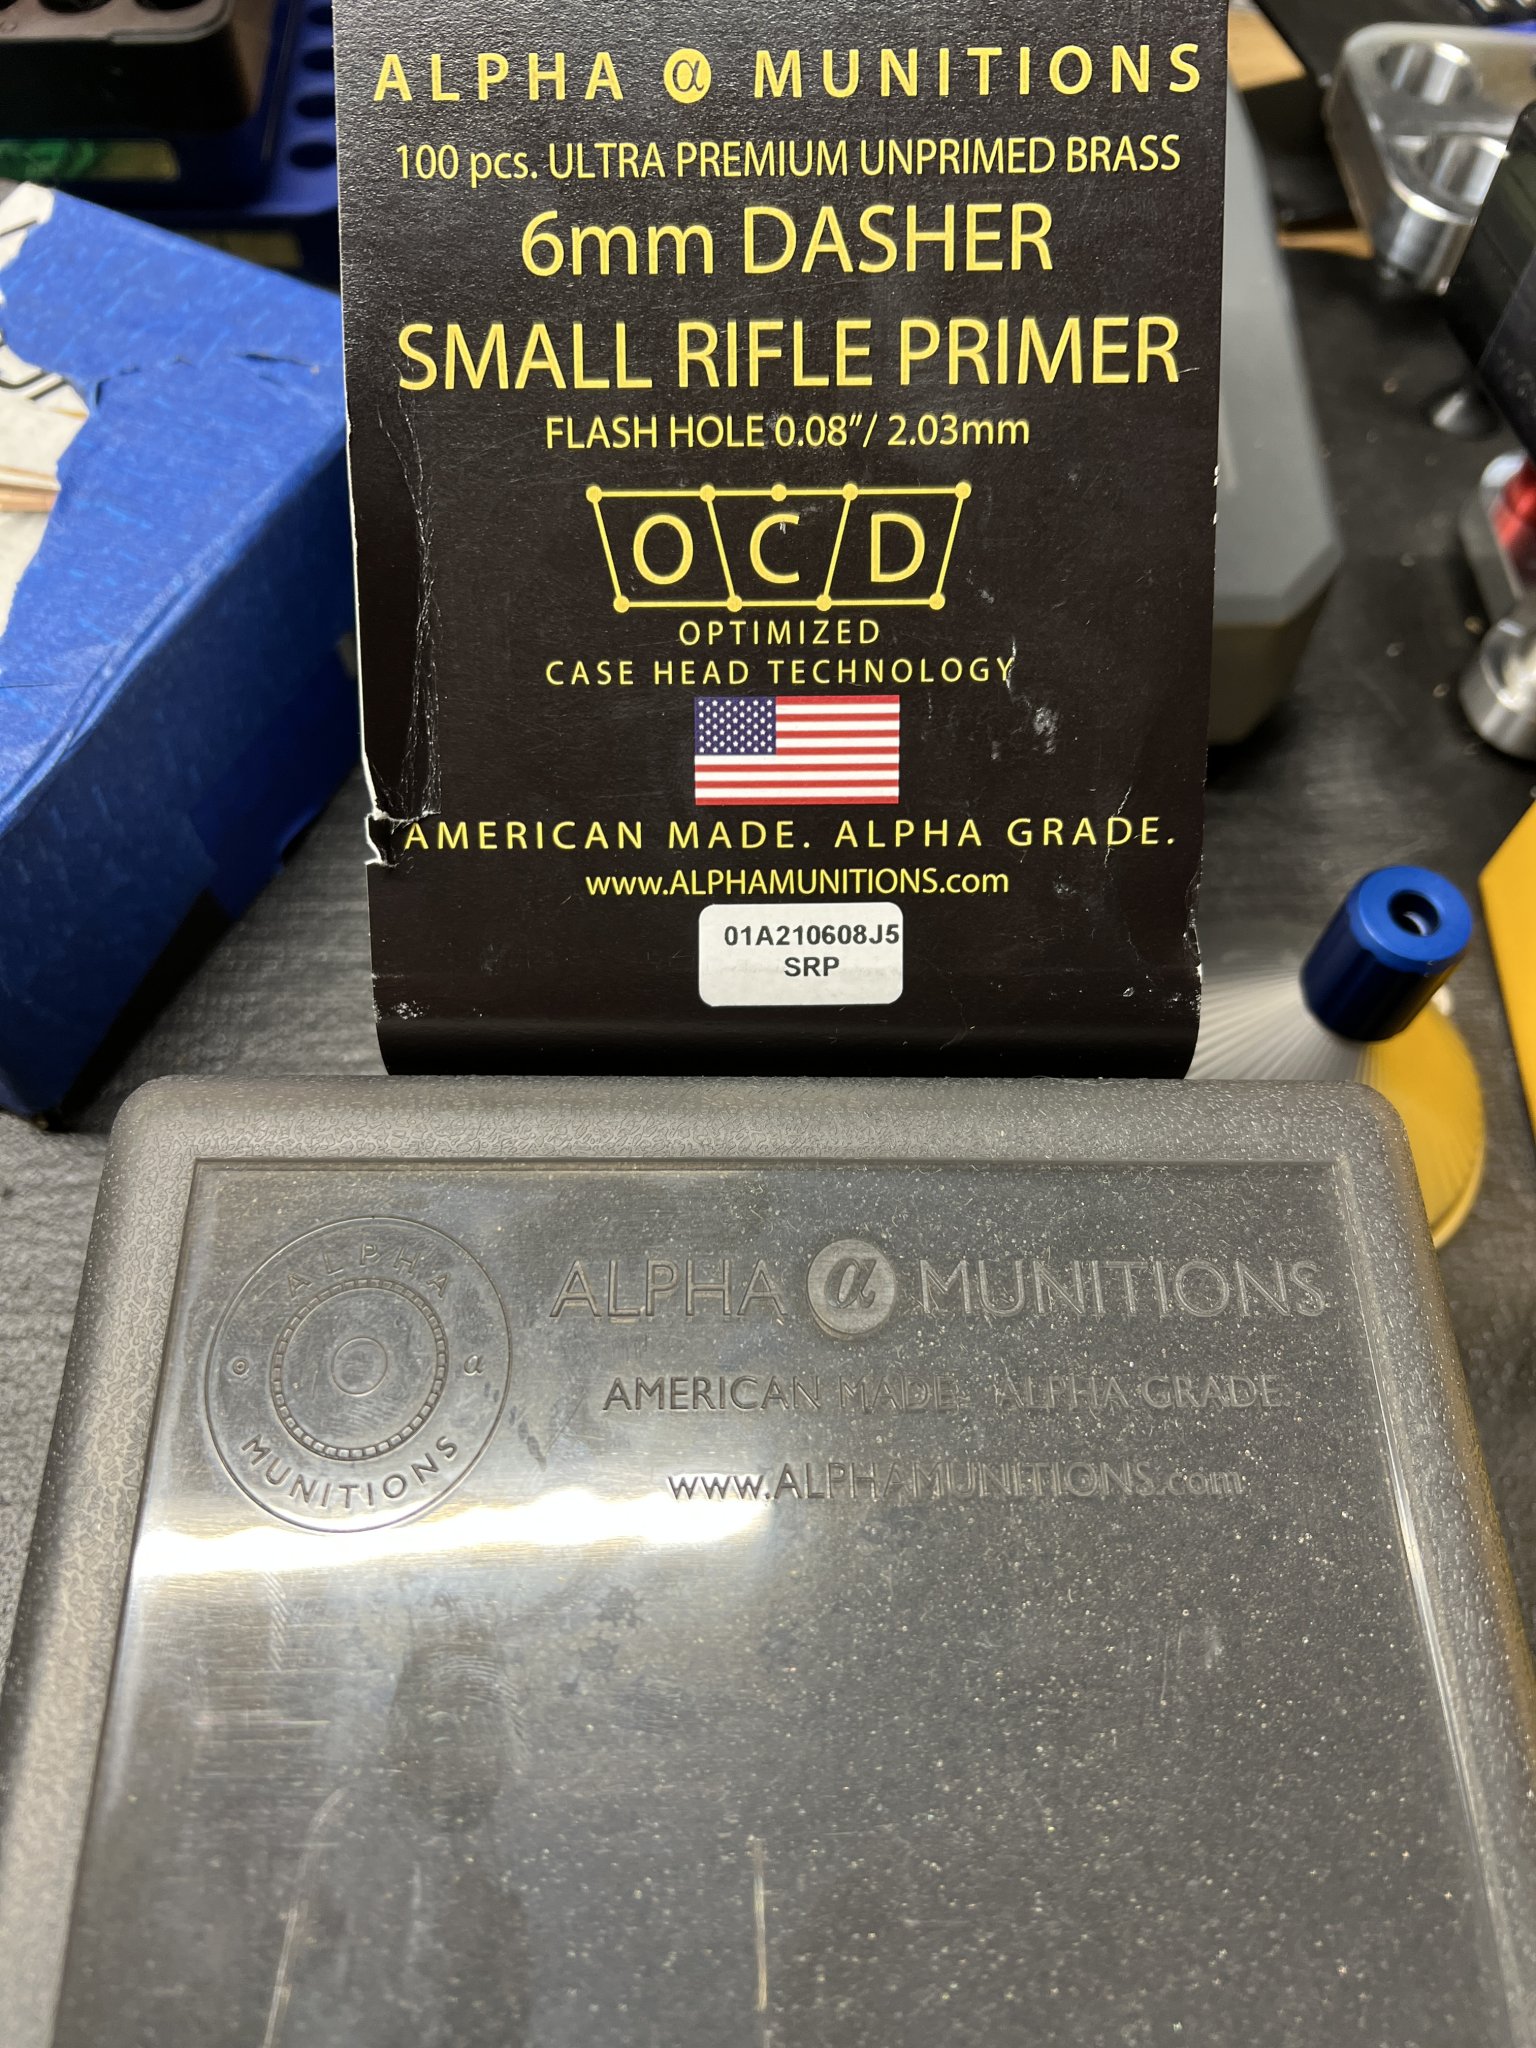 ALPHA α MUNITIONS
100 pcs. ULTRA PREMIUM UNPRIMED BRASS
6mm DASHER
SMALL RIFLE PRIMER
FLASH HOLE 0.08"/ 2.03mm
OCD
OPTIMIZED
CASE HEAD TECHNOLOGY
AMERICAN MADE. ALPHA GRADE.
www.ALPHAMUNITIONS.com
01A210608J5
SRP
ALPHA
α
MUNITIONS
ALPHA α MUNITIONS
AMERICAN MADE. ALPHA GRADE
www.ALPHAMUNITIONS.com